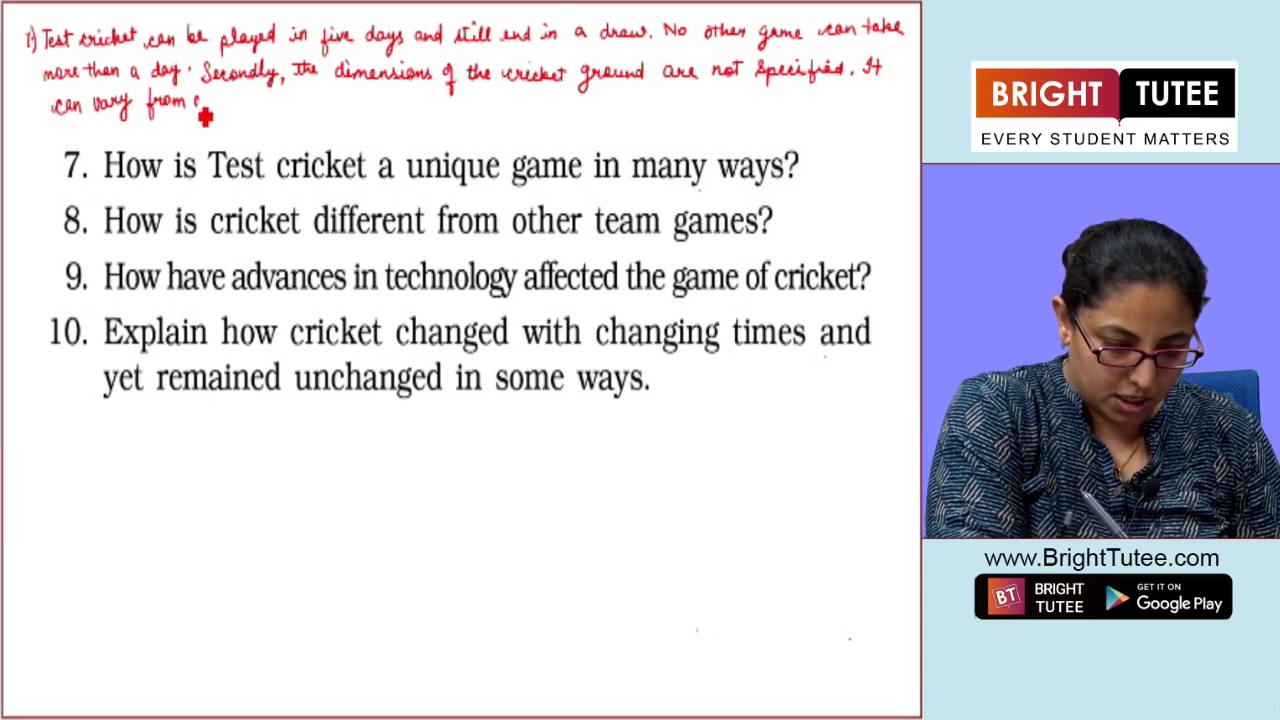 7.) Test cricket can be played in five days and still end in a draw. No other game can take
more than a day. Secondly, the dimensions of the cricket ground are not specified. It
can vary from
7. How is Test cricket a unique game in many ways?
8. How is cricket different from other team games?
9. How have advances in technology affected the game of cricket?
10. Explain how cricket changed with changing times and
yet remained unchanged in some ways.
BRIGHT TUTEE
EVERY STUDENT MATTERS
www.BrightTutee.com
BT
BRIGHT
TUTEE
GET IT ON
Google Play